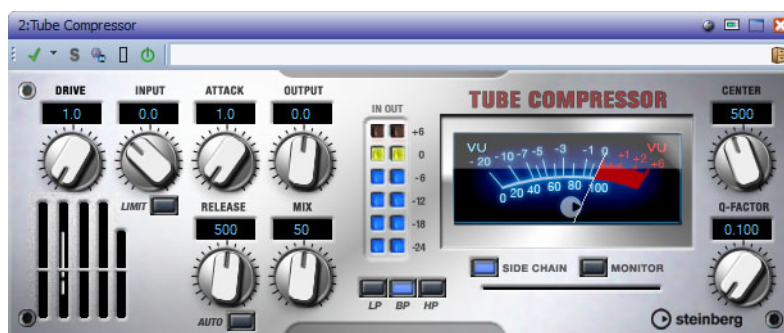 2:Tube Compressor
S
DRIVE INPUT ATTACK OUTPUT
1.0 0.0 1.0 0.0
LIMIT
RELEASE MIX
500 50
AUTO
IN OUT
+6
0
-6
-12
-18
-24
LP BP HP
TUBE COMPRESSOR
VU VU
- 20 -10 -7 -5 -3 -1 0 +1 +2 +6
0 20 40 60 80 100
SIDE CHAIN MONITOR
CENTER
500
Q-FACTOR
0.100
steinberg